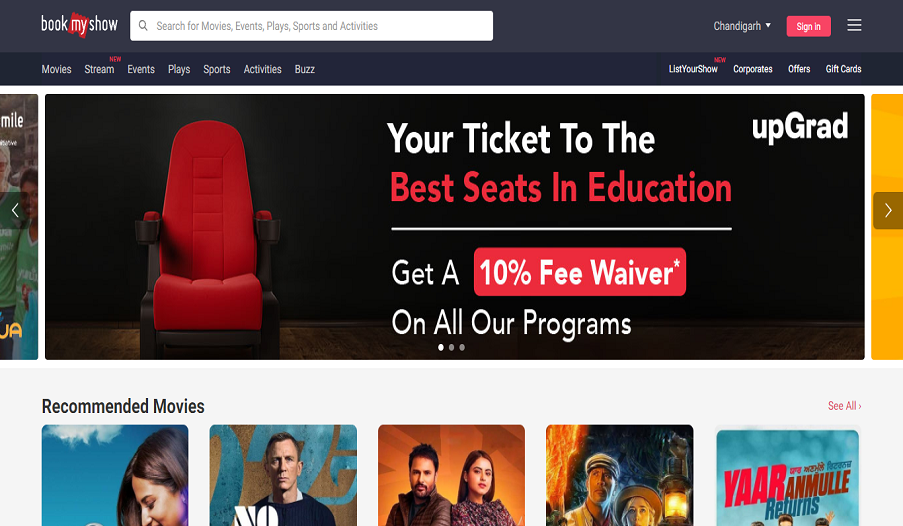 book my show
Search for Movies, Events, Plays, Sports and Activities
Chandigarh
Sign in
Movies
Stream
NEW
Events
Plays
Sports
Activities
Buzz
ListYourShow
NEW
Corporates
Offers
Gift Cards
mile
Your Ticket To The
upGrad
Best Seats In Education
Get A 10% Fee Waiver*
On All Our Programs
Recommended Movies
See All ›
YAAR
ਯਾਰ ਅਣਮੁੱਲੇ ਰਿਟਰਨਜ਼
ANMULLE
Returns